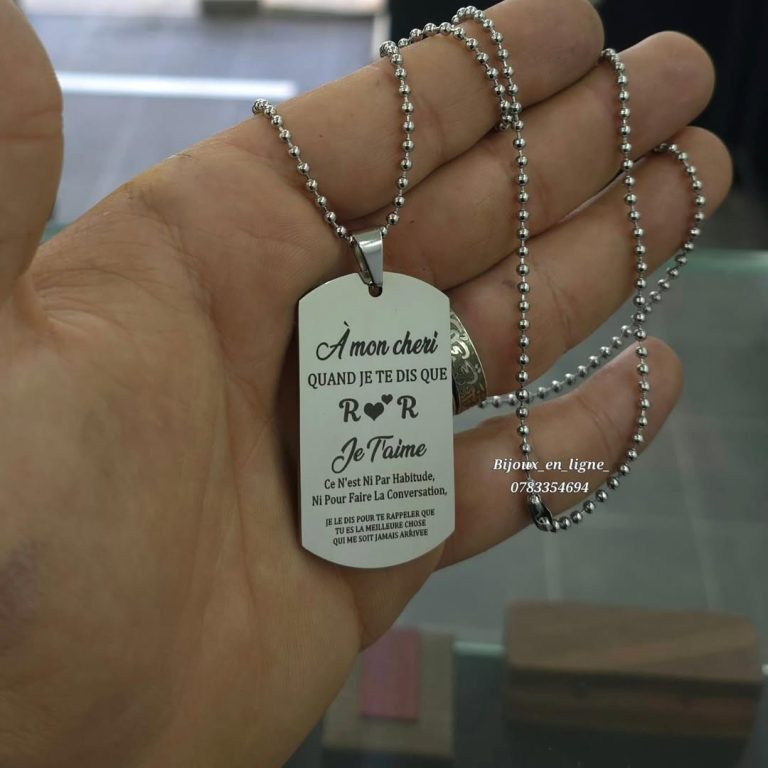 À mon cheri
QUAND JE TE DIS QUE
R R
Je T'aime
Ce N'est Ni Par Habitude,
Ni Pour Faire La Conversation,
JE LE DIS POUR TE RAPPELER QUE
TU ES LA MEILLEURE CHOSE
QUI ME SOIT JAMAIS ARRIVEE
Bijoux_en_ligne_
0783354694